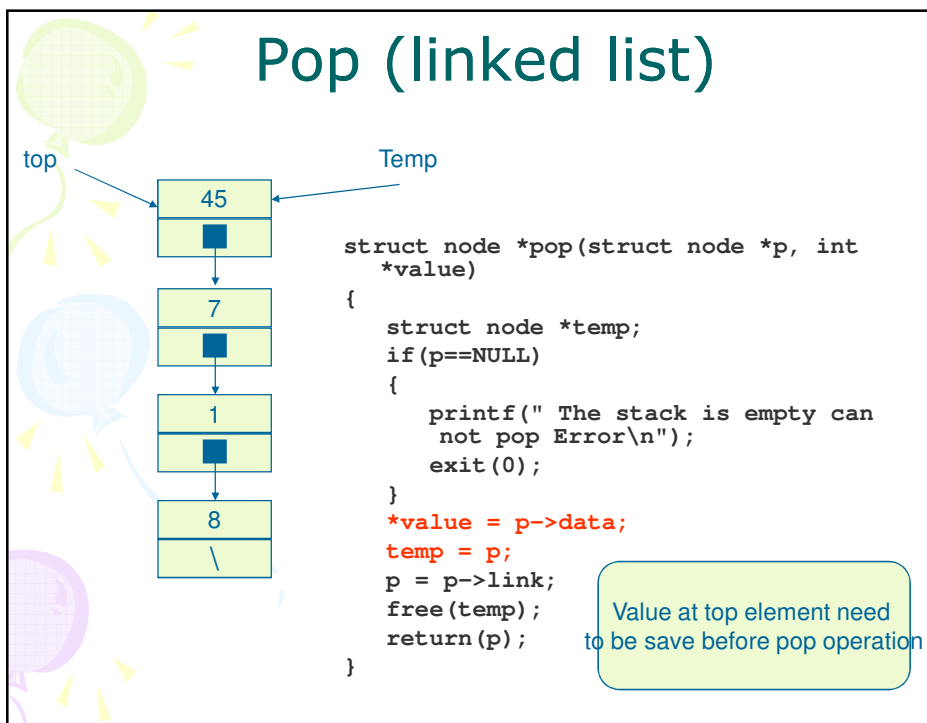 Pop (linked list)
top
Temp
45
7
1
8
\
struct node *pop(struct node *p, int
*value)
{
struct node *temp;
if(p==NULL)
{
printf(" The stack is empty can
not pop Error\n");
exit(0);
}
*value = p->data;
temp = p;
p = p->link;
free(temp);
return(p);
}
Value at top element need
to be save before pop operation